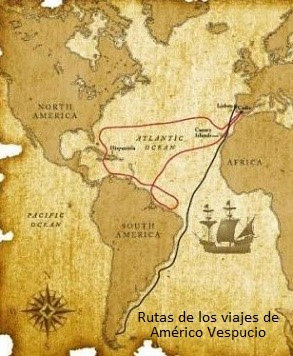 Lisbon
Cadiz
NORTH
AMERICA
Canary
Islands
ATLANTIC
OCEAN
Hispaniola
AFRICA
PACIFIC
OCEAN
SOUTH
AMERICA
Rutas de los viajes de
Américo Vespucio